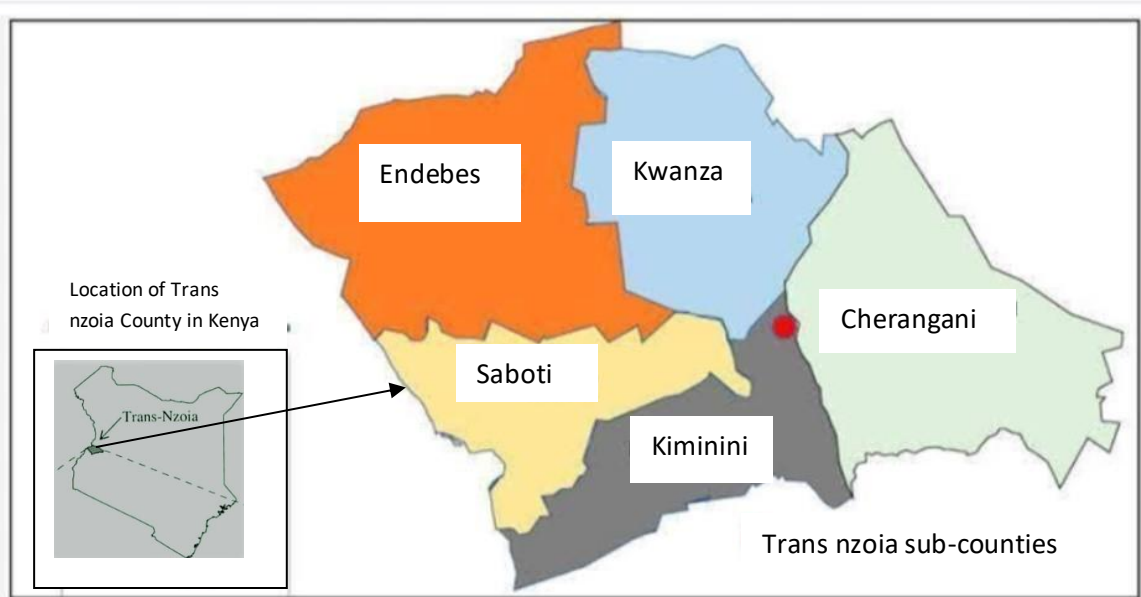 Endebes
Kwanza
Location of Trans
nzoia County in Kenya
Cherangani
Saboti
Trans-Nzoia
Kiminini
Trans nzoia sub-counties